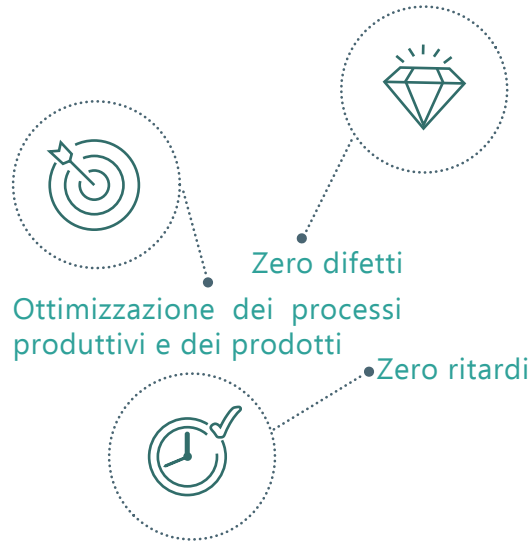 Zero difetti
Ottimizzazione dei processi
produttivi e dei prodotti
Zero ritardi